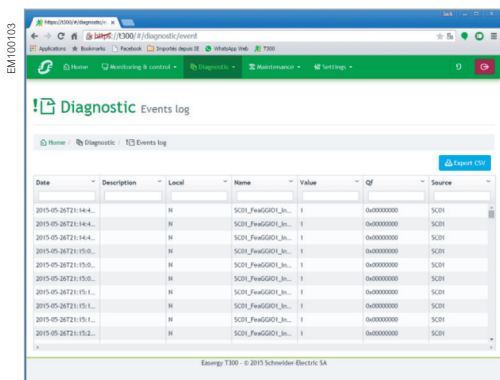 EM100103
https://t300/#/diagnostic/e
https://t300/#/diagnostic/event
Applications Bookmarks Facebook Importés depuis IE WhatsApp Web T300
Home Monitoring & control Diagnostic Maintenance Settings
Diagnostic Events log
Home / Diagnostic / Events log
Export CSV
Date Description Local Name Value Qf Source
2015-05-26T21:14:4... N SC01_FeaGGIO1_In... 1 0x00000000 SC01
2015-05-26T21:14:4... N SC01_FeaGGIO1_In... 1 0x00000000 SC01
2015-05-26T21:14:4... N SC01_FeaGGIO1_In... 1 0x00000000 SC01
2015-05-26T21:15:0... N SC01_FeaGGIO1_In... 1 0x00000000 SC01
2015-05-26T21:15:0... N SC01_FeaGGIO1_In... 1 0x00000000 SC01
2015-05-26T21:15:0... N SC01_FeaGGIO1_In... 1 0x00000000 SC01
2015-05-26T21:15:1... N SC01_FeaGGIO1_In... 1 0x00000000 SC01
2015-05-26T21:15:1... N SC01_FeaGGIO1_In... 1 0x00000000 SC01
2015-05-26T21:15:1... N SC01_FeaGGIO1_In... 1 0x00000000 SC01
2015-05-26T21:15:2... N SC01_FeaGGIO1_In... 1 0x00000000 SC01
Easergy T300 - © 2015 Schneider-Electric SA